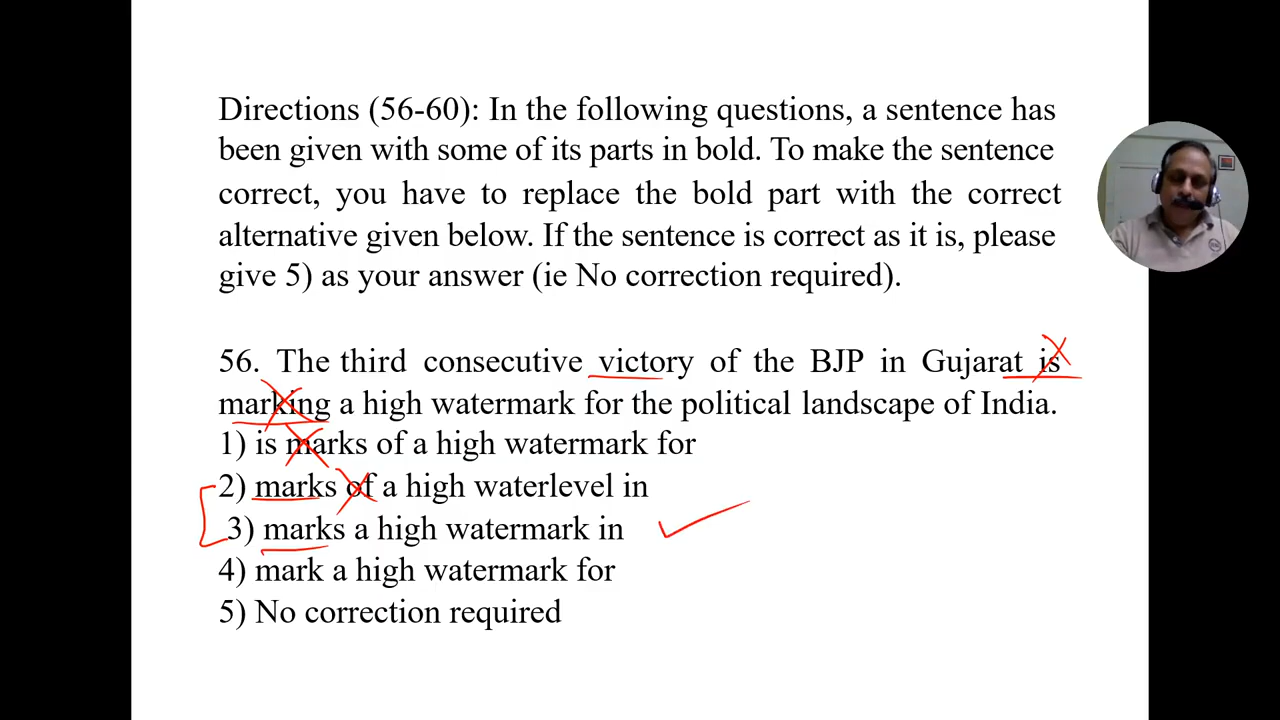 Directions (56-60): In the following questions, a sentence has
been given with some of its parts in bold. To make the sentence
correct, you have to replace the bold part with the correct
alternative given below. If the sentence is correct as it is, please
give 5) as your answer (ie No correction required).
56. The third consecutive victory of the BJP in Gujarat is
marking a high watermark for the political landscape of India.
1) is marks of a high watermark for
2) marks of a high waterlevel in
3) marks a high watermark in
4) mark a high watermark for
5) No correction required